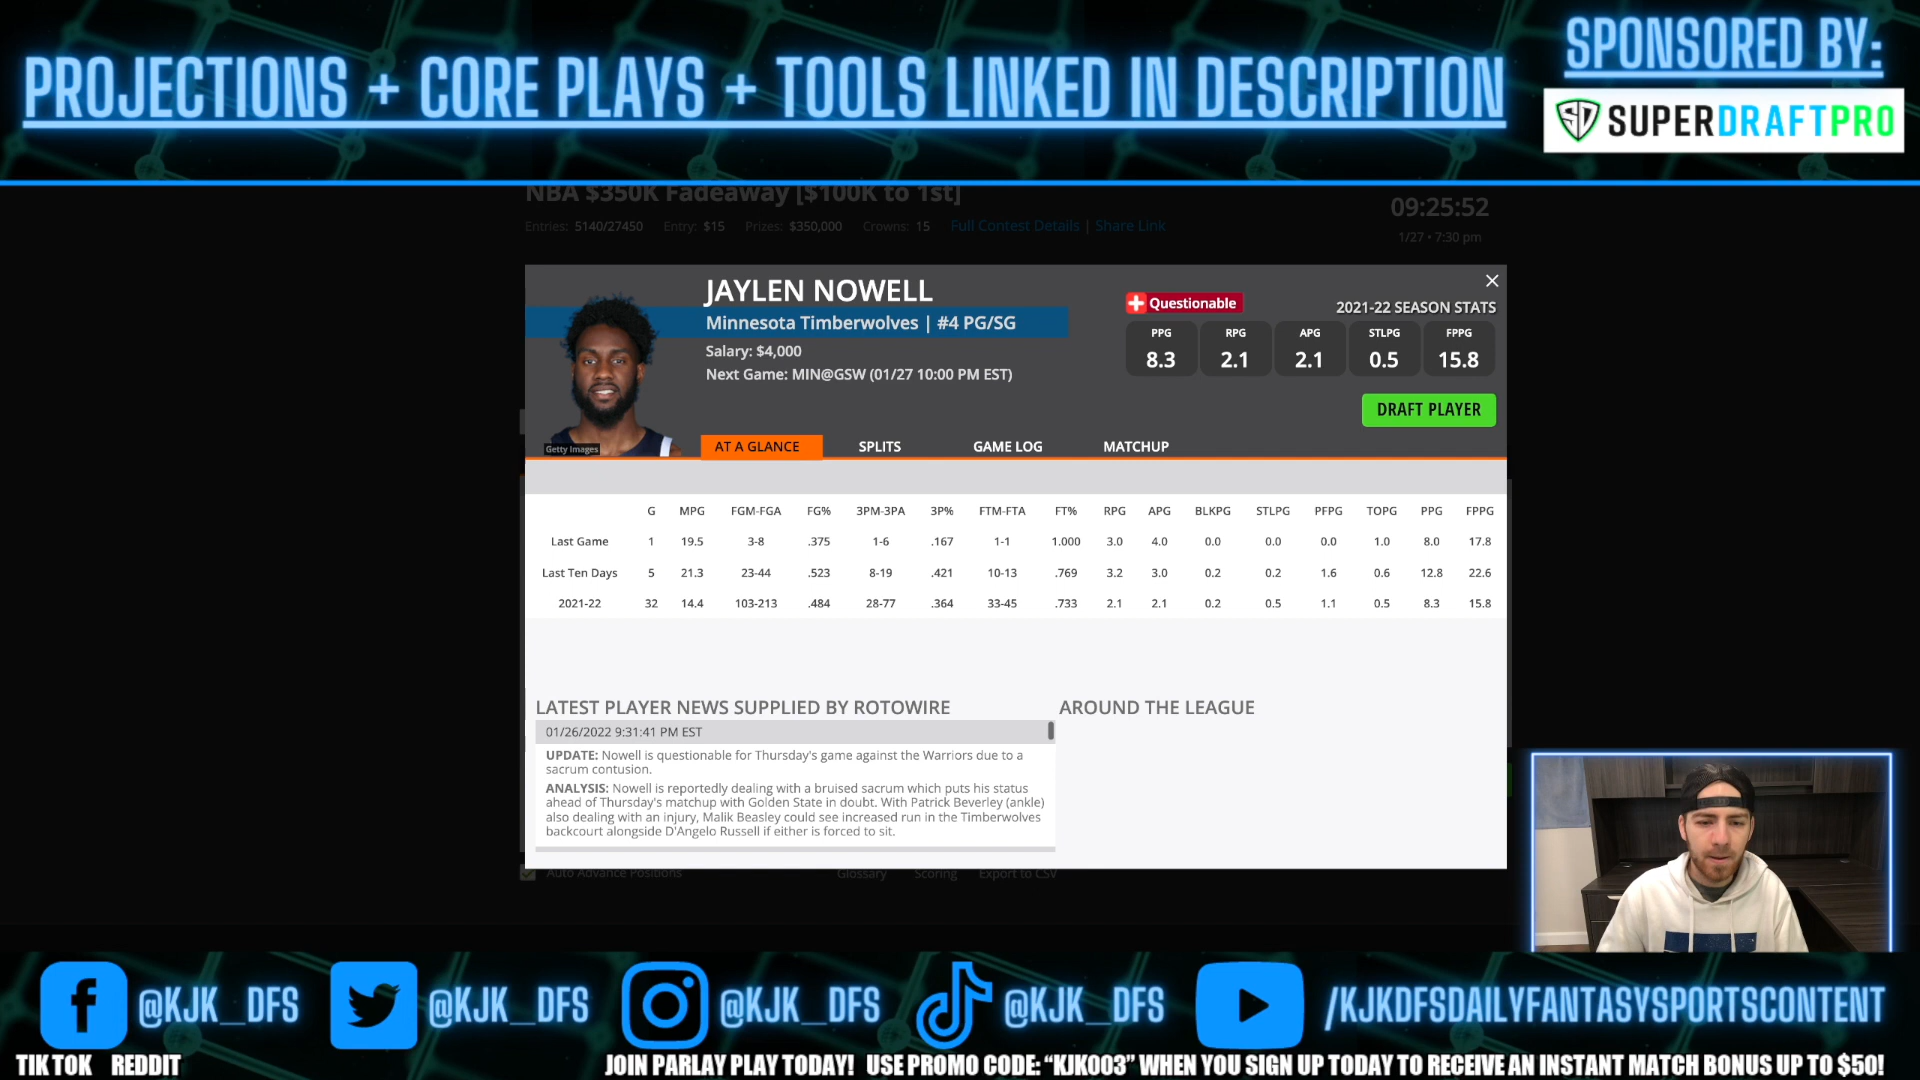 PROJECTIONS + CORE PLAYS + TOOLS LINKED IN DESCRIPTION
SPONSORED BY:
SUPERDRAFTPRO
NBA $350K Fadeaway [$100K to 1st]
Entries: 5140/27450 Entry: $15 Prizes: $350,000 Crowns: 15 Full Contest Details | Share Link
09:25:52
1/27 • 7:30 pm
JAYLEN NOWELL
Minnesota Timberwolves | #4 PG/SG
Salary: $4,000
Next Game: MIN@GSW (01/27 10:00 PM EST)
Questionable
2021-22 SEASON STATS
PPG RPG APG STLPG FPPG
8.3 2.1 2.1 0.5 15.8
DRAFT PLAYER
Getty Images
AT A GLANCE SPLITS GAME LOG MATCHUP
G MPG FGM-FGA FG% 3PM-3PA 3P% FTM-FTA FT% RPG APG BLKPG STLPG PFPG TOPG PPG FPPG
Last Game 1 19.5 3-8 .375 1-6 .167 1-1 1.000 3.0 4.0 0.0 0.0 0.0 1.0 8.0 17.8
Last Ten Days 5 21.3 23-44 .523 8-19 .421 10-13 .769 3.2 3.0 0.2 0.2 1.6 0.6 12.8 22.6
2021-22 32 14.4 103-213 .484 28-77 .364 33-45 .733 2.1 2.1 0.2 0.5 1.1 0.5 8.3 15.8
LATEST PLAYER NEWS SUPPLIED BY ROTOWIRE
AROUND THE LEAGUE
01/26/2022 9:31:41 PM EST
UPDATE: Nowell is questionable for Thursday's game against the Warriors due to a
sacrum contusion.
ANALYSIS: Nowell is reportedly dealing with a bruised sacrum which puts his status
ahead of Thursday's matchup with Golden State in doubt. With Patrick Beverley (ankle)
also dealing with an injury, Malik Beasley could see increased run in the Timberwolves
backcourt alongside D'Angelo Russell if either is forced to sit.
Auto Advance Positions Glossary Scoring Export to CSV
@KJK_DFS @KJK_DFS @KJK_DFS @KJK_DFS /KJKDFSDAILYFANTASYSPORTSCONTENT
TIK TOK REDDIT
JOIN PARLAY PLAY TODAY! USE PROMO CODE: “KJK003” WHEN YOU SIGN UP TODAY TO RECEIVE AN INSTANT MATCH BONUS UP TO $50!